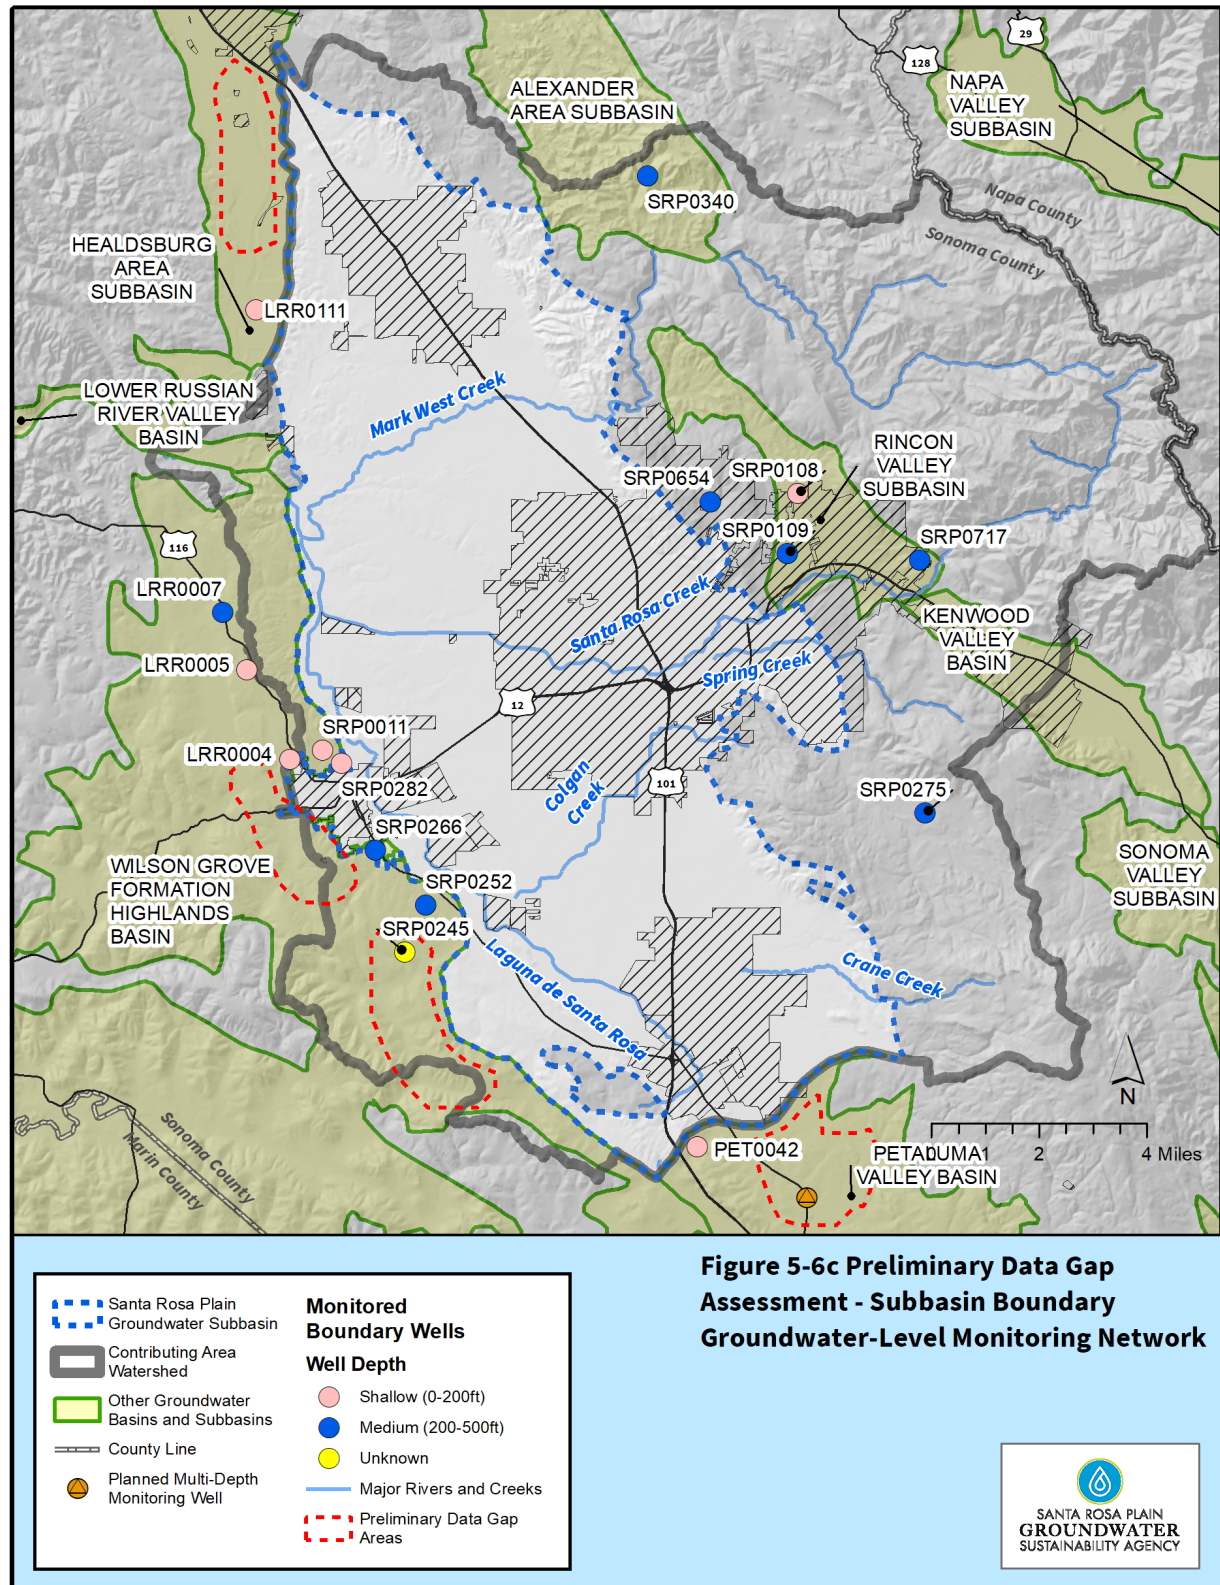 29
128
NAPA
VALLEY
SUBBASIN
ALEXANDER
AREA SUBBASIN
SRP0340
Napa County
Sonoma County
HEALDSBURG
AREA
SUBBASIN
LRR0111
LOWER RUSSIAN
RIVER VALLEY
BASIN
Mark West Creek
RINCON
VALLEY
SUBBASIN
SRP0654
SRP0108
SRP0109
SRP0717
116
LRR0007
Santa Rosa Creek
KENWOOD
VALLEY
BASIN
LRR0005
Spring Creek
12
SRP0011
LRR0004
SRP0282
Colgan
Creek
101
SRP0275
SRP0266
WILSON GROVE
FORMATION
HIGHLANDS
BASIN
SONOMA
VALLEY
SUBBASIN
SRP0252
SRP0245
Laguna de Santa Rosa
Crane Creek
N
Sonoma County
Marin County
PET0042
PETALUMA
VALLEY BASIN
0 1 2 4 Miles
Figure 5-6c Preliminary Data Gap
Assessment - Subbasin Boundary
Groundwater-Level Monitoring Network
Santa Rosa Plain
Groundwater Subbasin
Contributing Area
Watershed
Other Groundwater
Basins and Subbasins
County Line
Planned Multi-Depth
Monitoring Well
Monitored
Boundary Wells
Well Depth
Shallow (0-200ft)
Medium (200-500ft)
Unknown
Major Rivers and Creeks
Preliminary Data Gap
Areas
SANTA ROSA PLAIN
GROUNDWATER
SUSTAINABILITY AGENCY